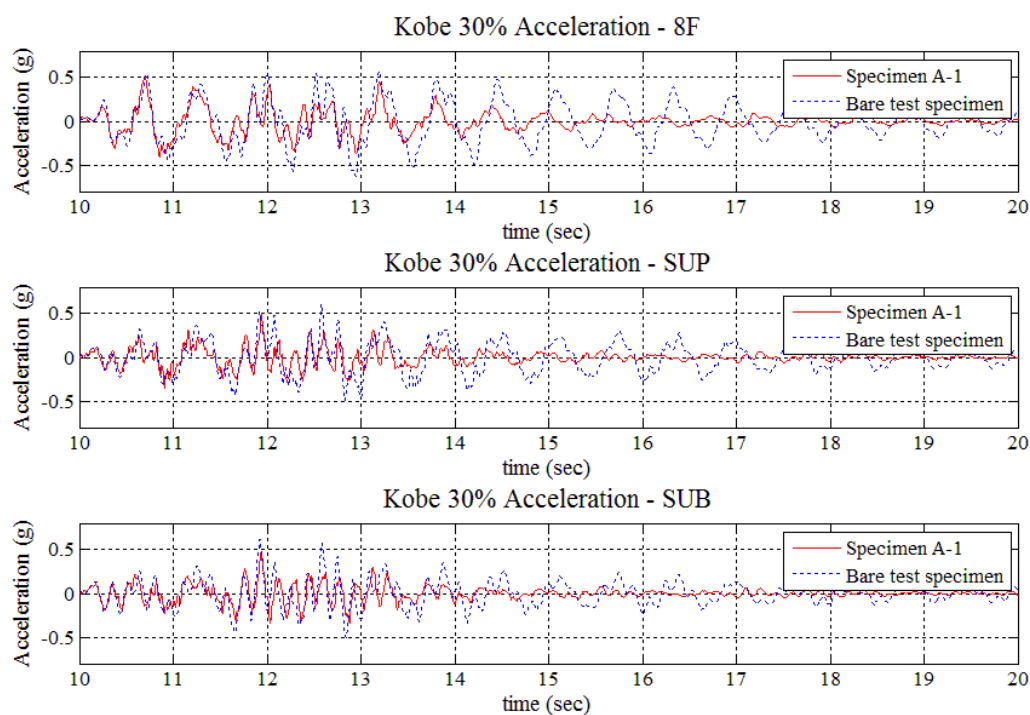 Kobe 30% Acceleration - 8F
Acceleration (g)
0.5
0
-0.5
Specimen A-1
Bare test specimen
10 11 12 13 14 15 16 17 18 19 20
time (sec)
Kobe 30% Acceleration - SUP
Acceleration (g)
0.5
0
-0.5
Specimen A-1
Bare test specimen
10 11 12 13 14 15 16 17 18 19 20
time (sec)
Kobe 30% Acceleration - SUB
Acceleration (g)
0.5
0
-0.5
Specimen A-1
Bare test specimen
10 11 12 13 14 15 16 17 18 19 20
time (sec)